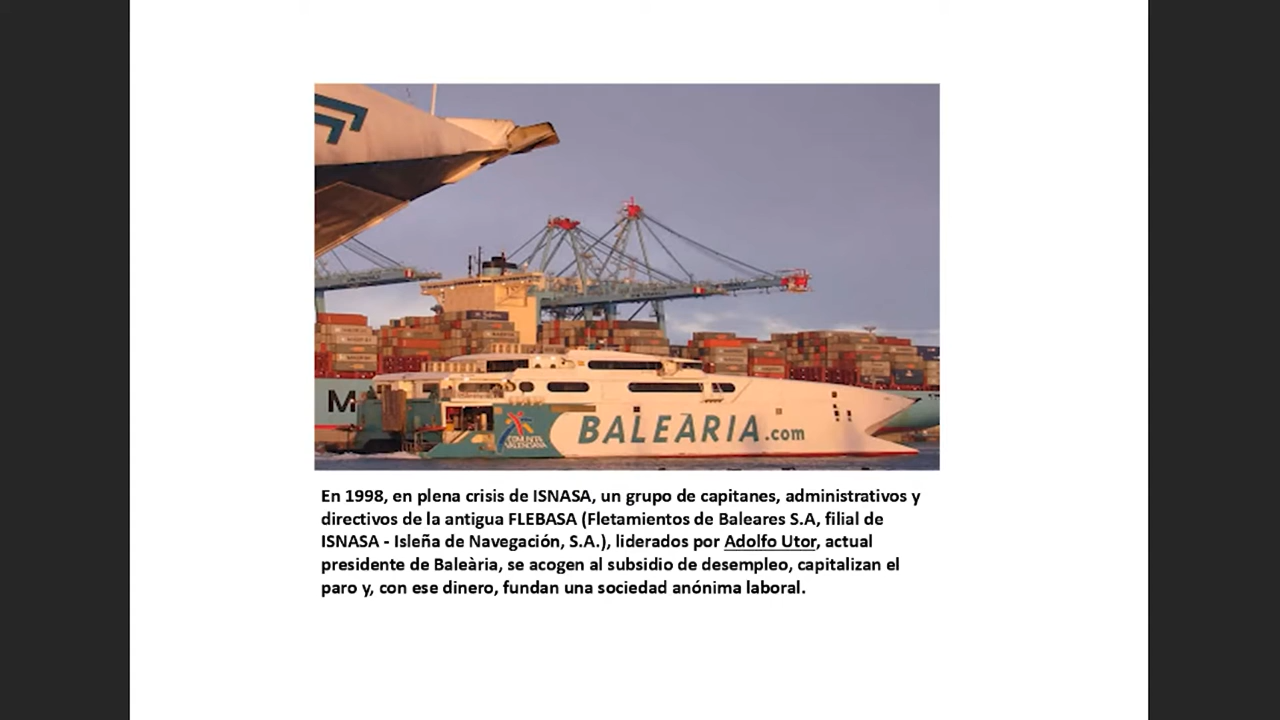 M
COMUNITAT
VALENCIANA
BALEÀRIA.com
En 1998, en plena crisis de ISNASA, un grupo de capitanes, administrativos y
directivos de la antigua FLEBASA (Fletamientos de Baleares S.A, filial de
ISNASA - Isleña de Navegación, S.A.), liderados por Adolfo Utor, actual
presidente de Baleària, se acogen al subsidio de desempleo, capitalizan el
paro y, con ese dinero, fundan una sociedad anónima laboral.